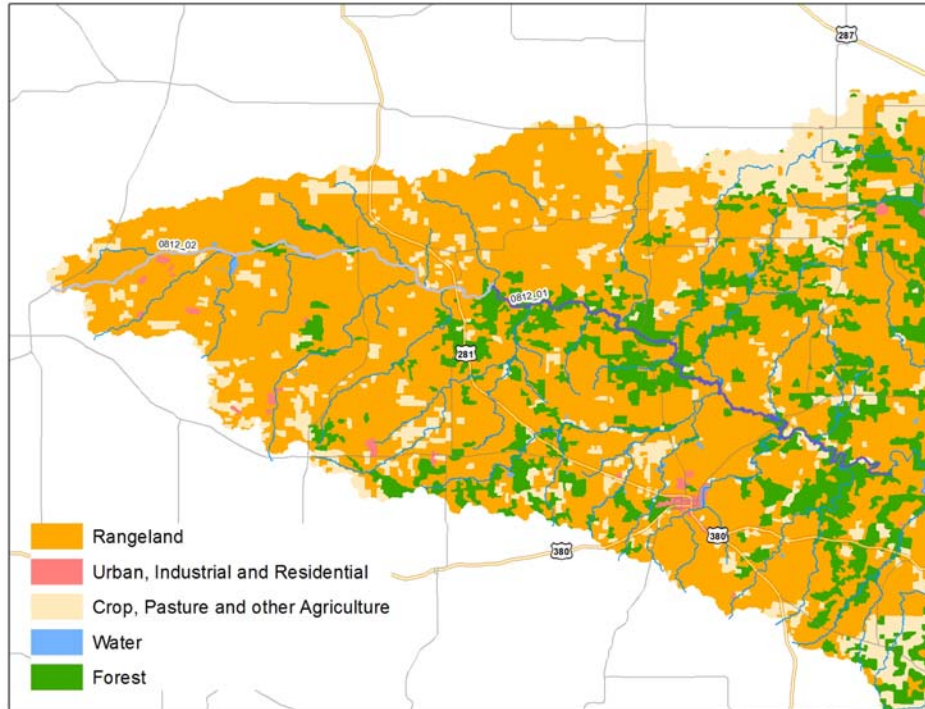 287
0812_02
0812_01
281
380
380
Rangeland
Urban, Industrial and Residential
Crop, Pasture and other Agriculture
Water
Forest